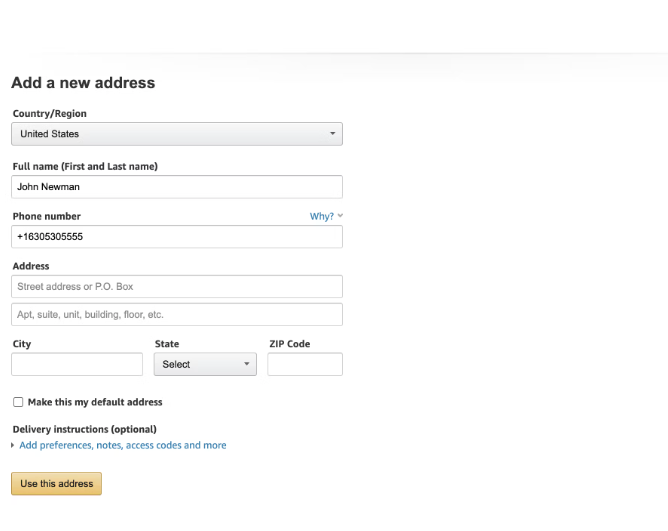 Add a new address
Country/Region
United States
Full name (First and Last name)
John Newman
Phone number Why?
+16305305555
Address
Street address or P.O. Box
Apt, suite, unit, building, floor, etc.
City State ZIP Code
Select
Make this my default address
Delivery instructions (optional)
Add preferences, notes, access codes and more
Use this address